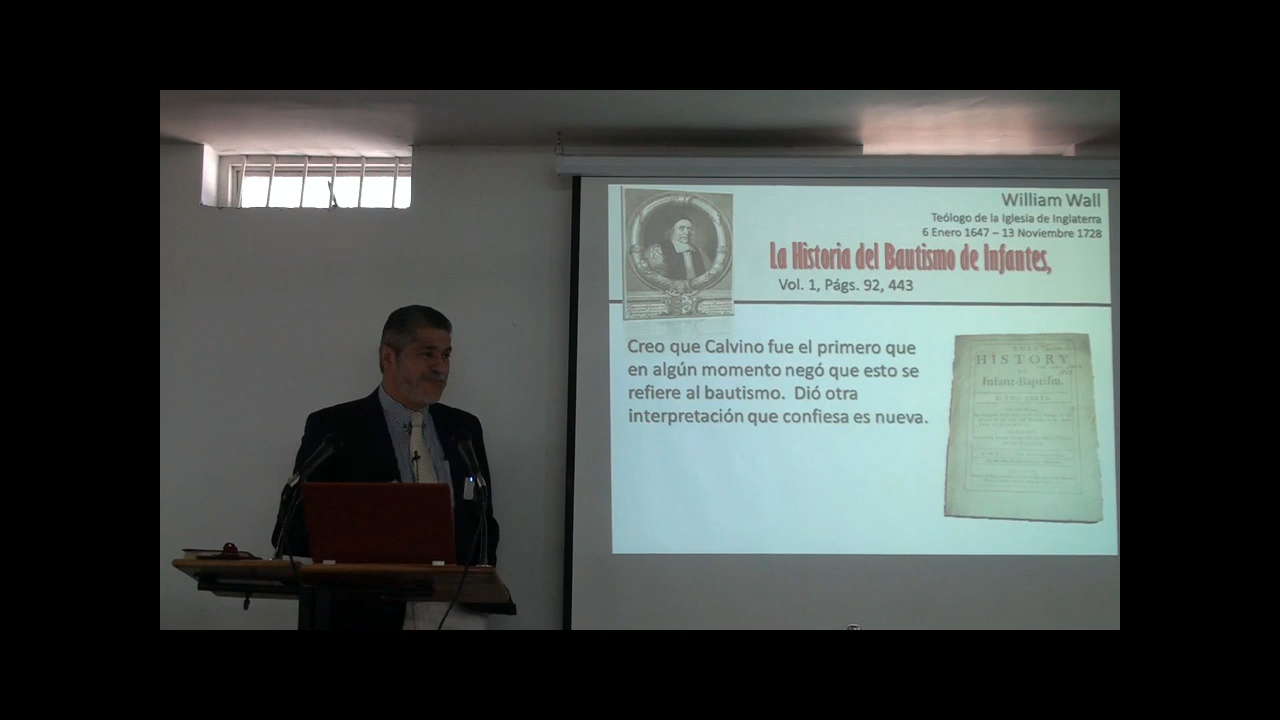 William Wall
Teólogo de la Iglesia de Inglaterra
6 Enero 1647 – 13 Noviembre 1728
La Historia del Bautismo de Infantes,
Vol. 1, Págs. 92, 443
Creo que Calvino fue el primero que
en algún momento negó que esto se
refiere al bautismo.  Dió otra
interpretación que confiesa es nueva.
THE
HISTORY
OF
Infant-Baptism.